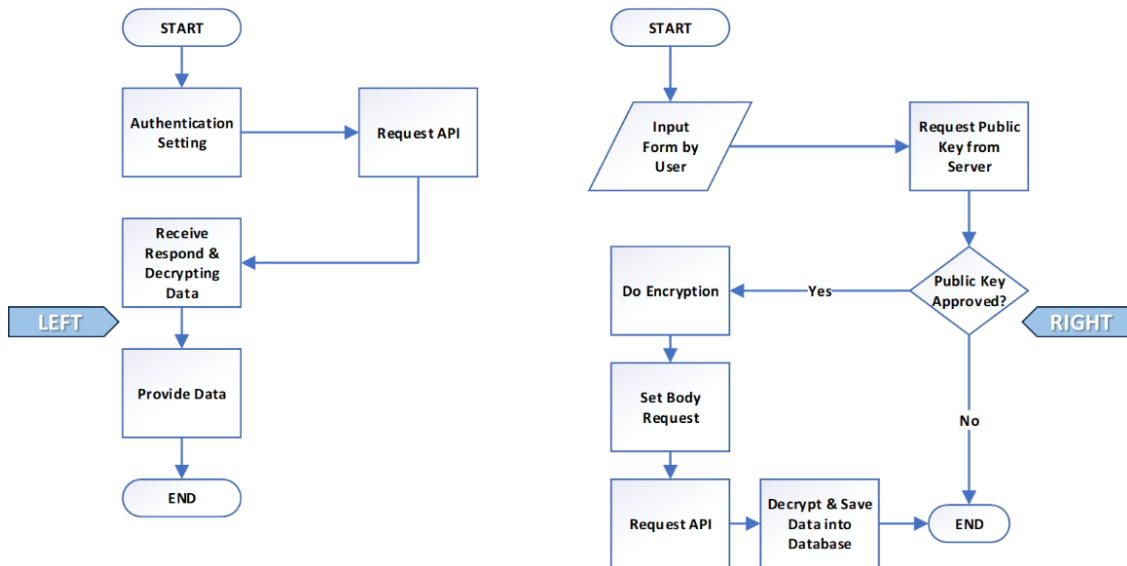 START
Authentication
Setting
Request API
Receive
Respond &
Decrypting
Data
LEFT
Provide Data
END
START
Input
Form by
User
Request Public
Key from
Server
Public Key
Approved?
RIGHT
Yes
Do Encryption
No
Set Body
Request
Request API
Decrypt & Save
Data into
Database
END